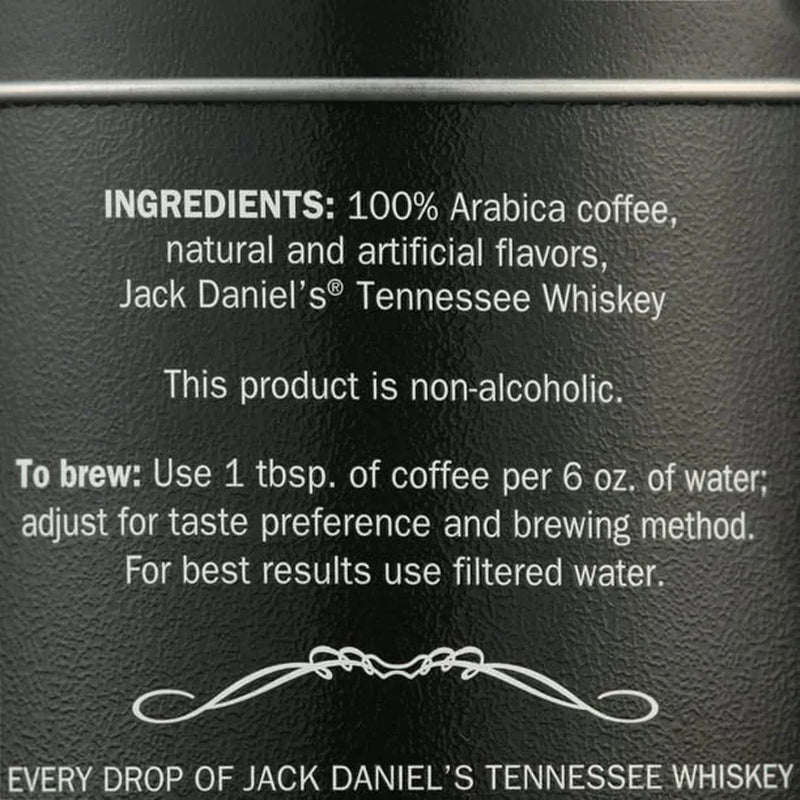 INGREDIENTS: 100% Arabica coffee,
natural and artificial flavors,
Jack Daniel's® Tennessee Whiskey
This product is non-alcoholic.
To brew: Use 1 tbsp. of coffee per 6 oz. of water;
adjust for taste preference and brewing method.
For best results use filtered water.
EVERY DROP OF JACK DANIEL'S TENNESSEE WHISKEY